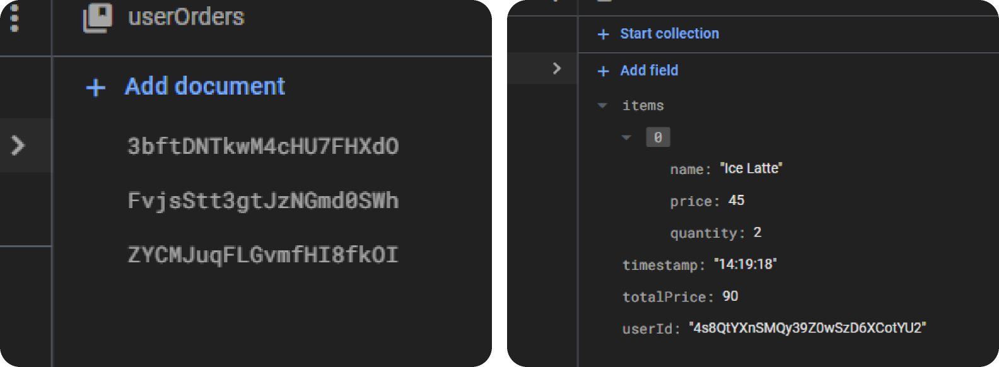 userOrders
+ Add document
3bftDNTkwM4cHU7FHXdO
FvjsStt3gtJzNGmd0SWh
ZYCMJuqFLGvmfHI8fkOI
+ Start collection
+ Add field
items
0
name: "Ice Latte"
price: 45
quantity: 2
timestamp: "14:19:18"
totalPrice: 90
userId: "4s8QtYXnSMQy39Z0wSzD6XCotYU2"